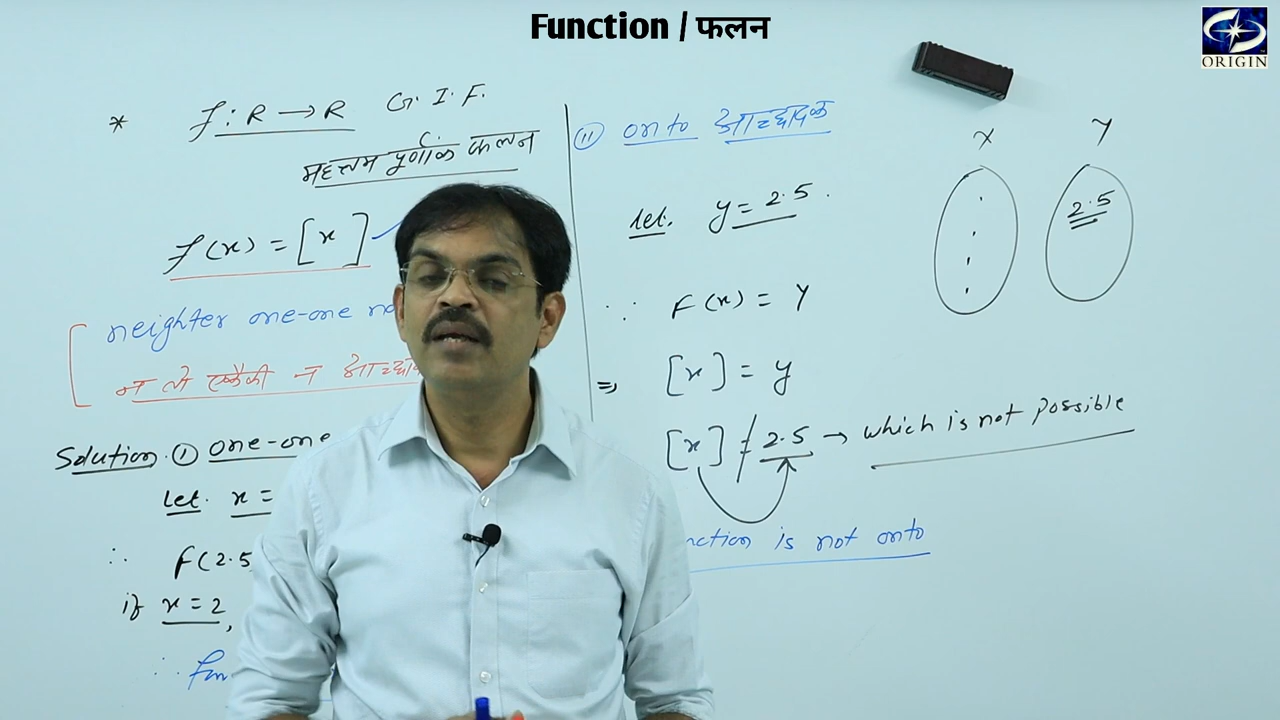 Function / फलन
ORIGIN
* f : R → R G.I.F.
महत्तम पूर्णांक फलन
f(x) = [x]
neighter one-one
न तो एकैकी न
Solution. ① one-one
Let. x =
∴ f(2.5
if x = 2,
∴
ⓘⓘ onto आच्छादक
let. y = 2.5 .
∵ F(x) = Y
⇒ [x] = y
[x] ≠ 2.5 → which is not possible
nction is not onto
X Y
2.5